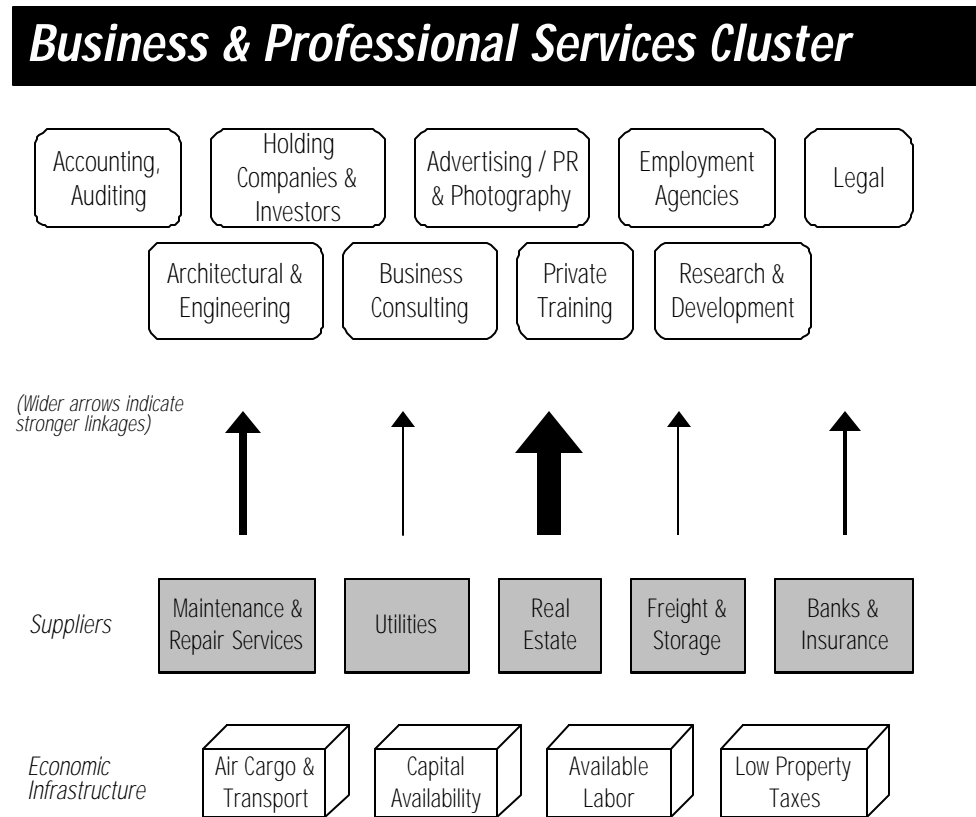 Business & Professional Services Cluster
Accounting,
Auditing
Holding
Companies &
Investors
Advertising / PR
& Photography
Employment
Agencies
Legal
Architectural &
Engineering
Business
Consulting
Private
Training
Research &
Development
(Wider arrows indicate
stronger linkages)
Suppliers
Maintenance &
Repair Services
Utilities
Real
Estate
Freight &
Storage
Banks &
Insurance
Economic
Infrastructure
Air Cargo &
Transport
Capital
Availability
Available
Labor
Low Property
Taxes